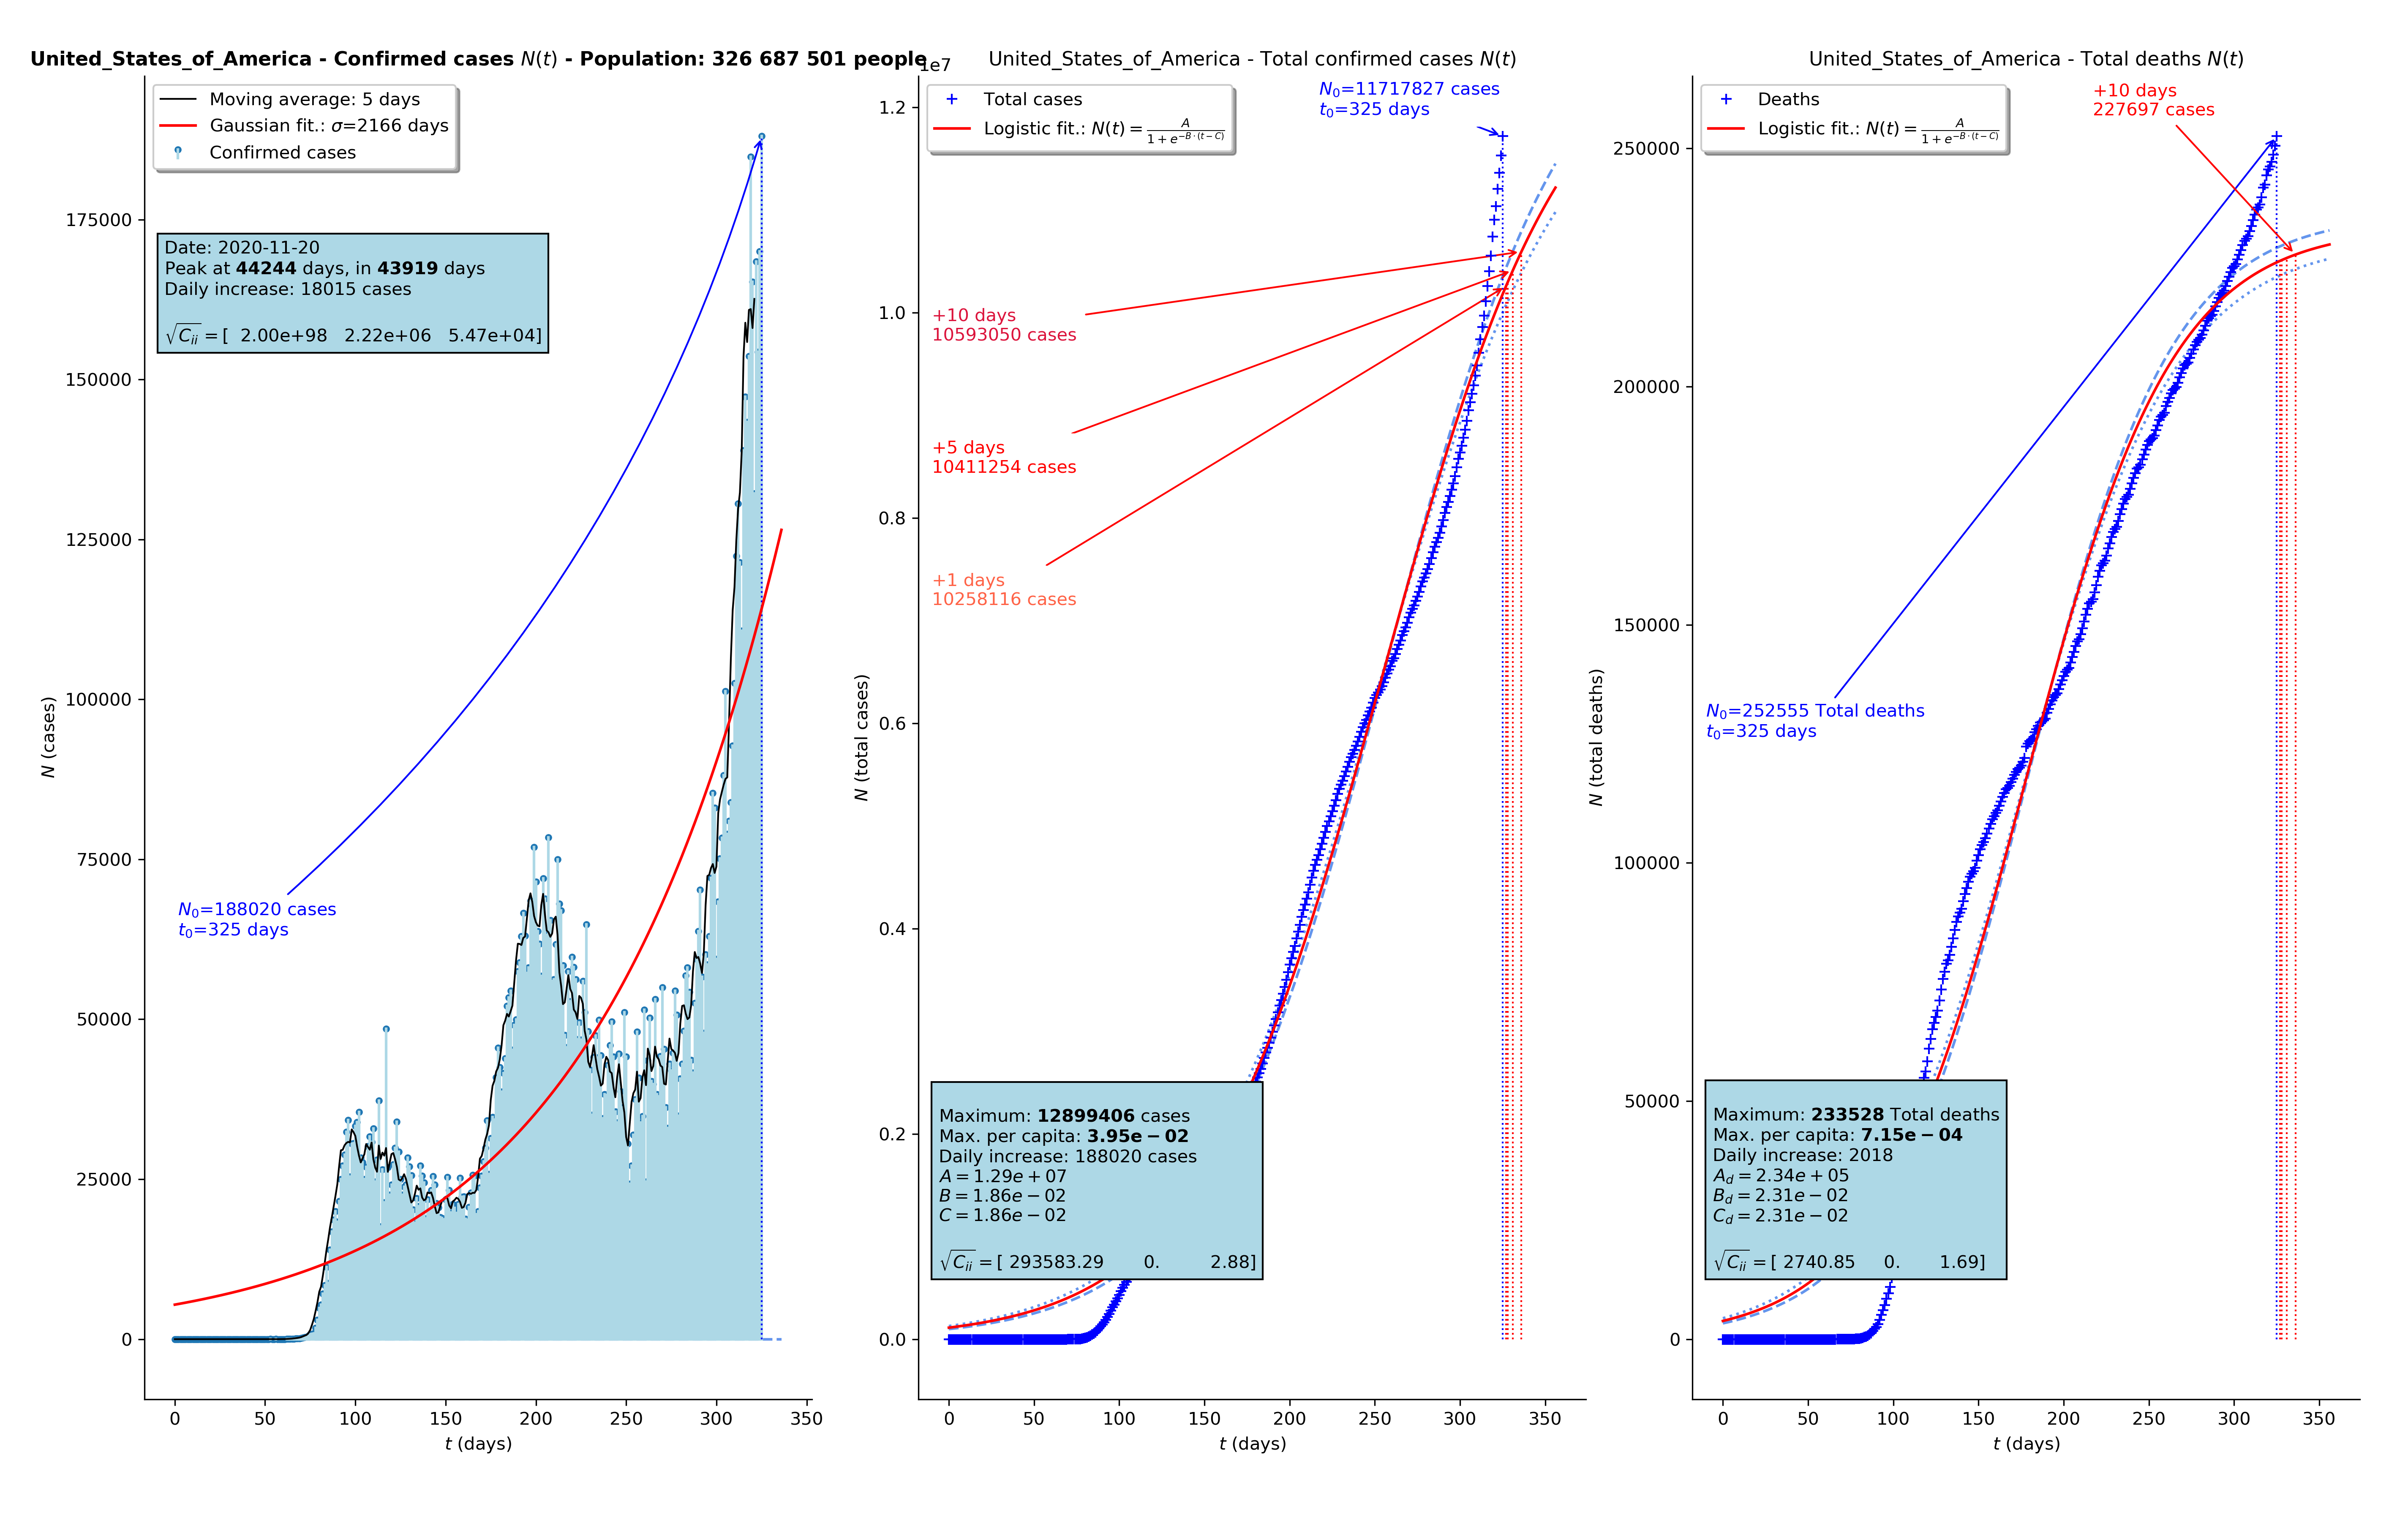 United_States_of_America - Confirmed cases N(t) - Population: 326 687 501 people
Moving average: 5 days
Gaussian fit.: σ=2166 days
Confirmed cases
Date: 2020-11-20
Peak at 44244 days, in 43919 days
Daily increase: 18015 cases
√Cᵢᵢ = [ 2.00e+98 2.22e+06 5.47e+04]
N₀=188020 cases
t₀=325 days
175000
150000
125000
100000
75000
50000
25000
0
N (cases)
0 50 100 150 200 250 300 350
t (days)
United_States_of_America - Total confirmed cases N(t)
1e7
Total cases
Logistic fit.: N(t) = A / (1 + e^(−B·(t−C)))
N₀=11717827 cases
t₀=325 days
+10 days
10593050 cases
+5 days
10411254 cases
+1 days
10258116 cases
Maximum: 12899406 cases
Max. per capita: 3.95e − 02
Daily increase: 188020 cases
A = 1.29e + 07
B = 1.86e − 02
C = 1.86e − 02
√Cᵢᵢ = [ 293583.29 0. 2.88]
1.2
1.0
0.8
0.6
0.4
0.2
0.0
N (total cases)
0 50 100 150 200 250 300 350
t (days)
United_States_of_America - Total deaths N(t)
Deaths
Logistic fit.: N(t) = A / (1 + e^(−B·(t−C)))
+10 days
227697 cases
N₀=252555 Total deaths
t₀=325 days
Maximum: 233528 Total deaths
Max. per capita: 7.15e − 04
Daily increase: 2018
A_d = 2.34e + 05
B_d = 2.31e − 02
C_d = 2.31e − 02
√Cᵢᵢ = [ 2740.85 0. 1.69]
250000
200000
150000
100000
50000
0
N (total deaths)
0 50 100 150 200 250 300 350
t (days)